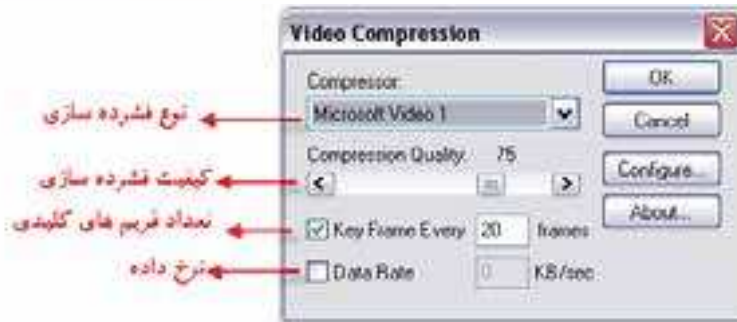 Video Compression
Compressor:
Microsoft Video 1
Compression Quality: 75
Key Frame Every 20 frames
Data Rate 0 KB/sec
OK
Cancel
Configure...
About...
نوع فشرده سازی
کیفیت فشرده سازی
تعداد فریم های کلیدی
نرخ داده